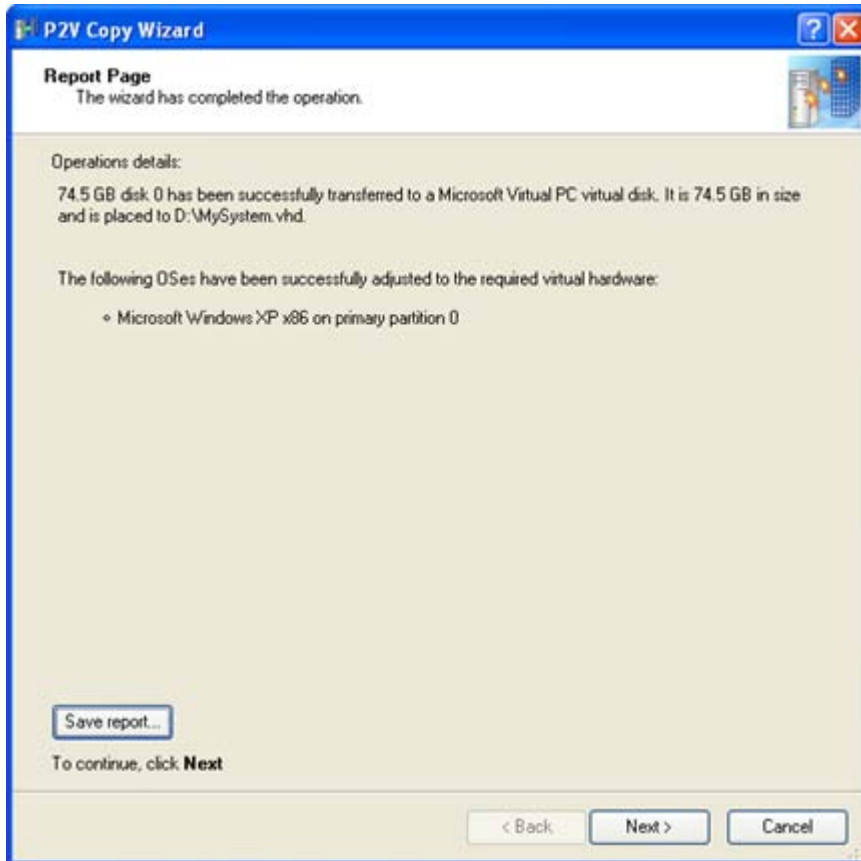 P2V Copy Wizard
Report Page
The wizard has completed the operation.
Operations details:
74.5 GB disk 0 has been successfully transferred to a Microsoft Virtual PC virtual disk. It is 74.5 GB in size
and is placed to D:\MySystem.vhd.
The following OSes have been successfully adjusted to the required virtual hardware:
Microsoft Windows XP x86 on primary partition 0
Save report...
To continue, click Next
< Back
Next >
Cancel